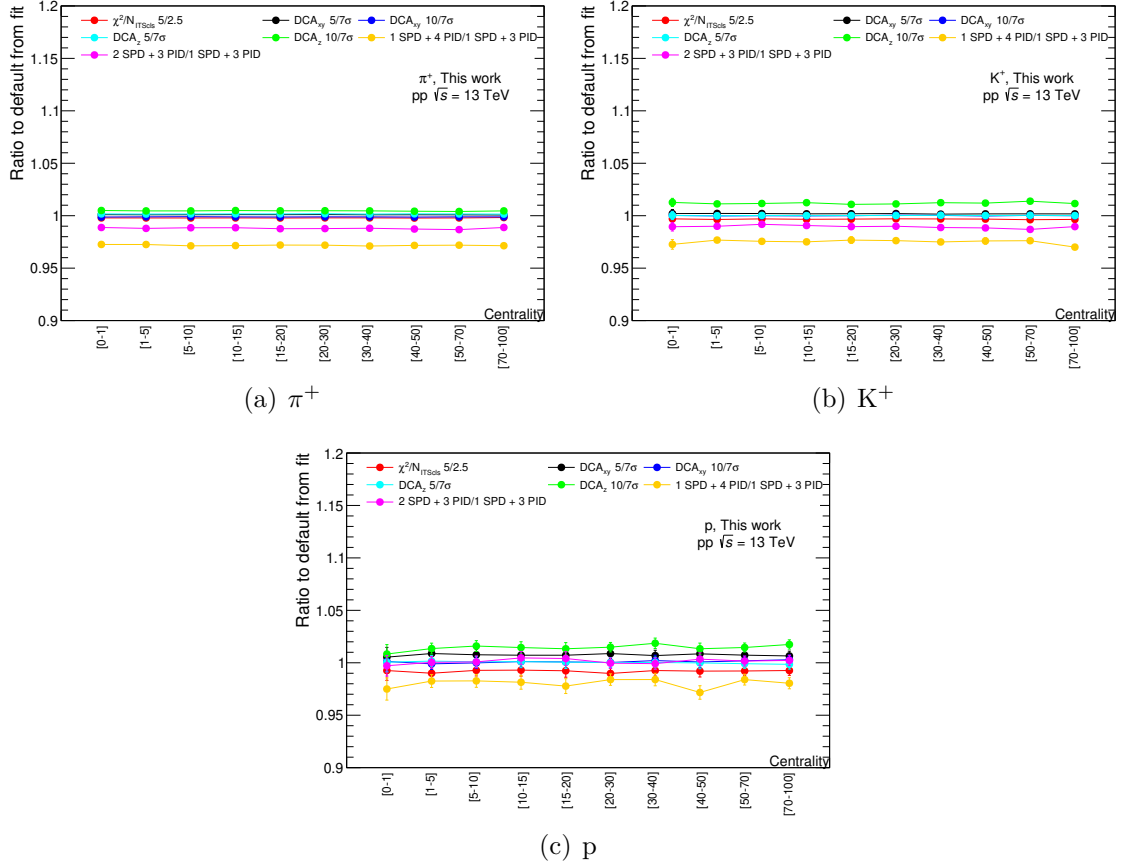 χ²/N_ITScls 5/2.5 DCA_xy 5/7σ DCA_xy 10/7σ
DCA_z 5/7σ DCA_z 10/7σ 1 SPD + 4 PID/1 SPD + 3 PID
2 SPD + 3 PID/1 SPD + 3 PID
π⁺, This work
pp √s = 13 TeV
Ratio to default from fit
1.2
1.15
1.1
1.05
1
0.95
0.9
Centrality
[0-1] [1-5] [5-10] [10-15] [15-20] [20-30] [30-40] [40-50] [50-70] [70-100]
(a) π⁺
χ²/N_ITScls 5/2.5 DCA_xy 5/7σ DCA_xy 10/7σ
DCA_z 5/7σ DCA_z 10/7σ 1 SPD + 4 PID/1 SPD + 3 PID
2 SPD + 3 PID/1 SPD + 3 PID
K⁺, This work
pp √s = 13 TeV
Ratio to default from fit
1.2
1.15
1.1
1.05
1
0.95
0.9
Centrality
[0-1] [1-5] [5-10] [10-15] [15-20] [20-30] [30-40] [40-50] [50-70] [70-100]
(b) K⁺
χ²/N_ITScls 5/2.5 DCA_xy 5/7σ DCA_xy 10/7σ
DCA_z 5/7σ DCA_z 10/7σ 1 SPD + 4 PID/1 SPD + 3 PID
2 SPD + 3 PID/1 SPD + 3 PID
p, This work
pp √s = 13 TeV
Ratio to default from fit
1.2
1.15
1.1
1.05
1
0.95
0.9
Centrality
[0-1] [1-5] [5-10] [10-15] [15-20] [20-30] [30-40] [40-50] [50-70] [70-100]
(c) p